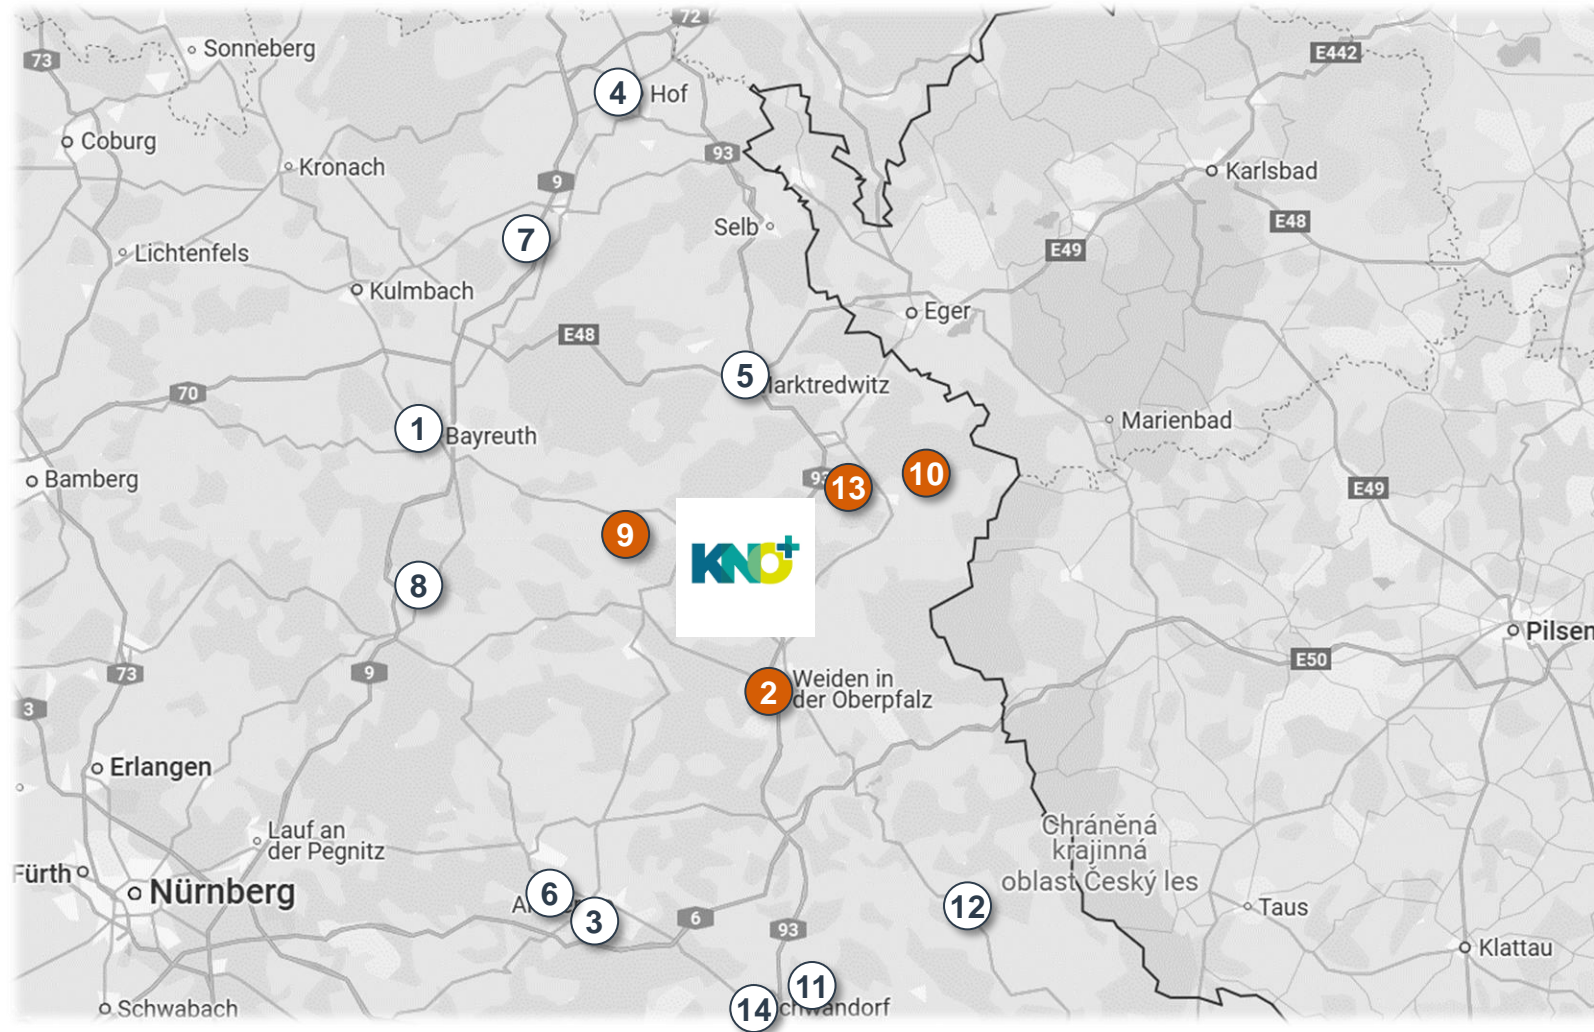 72
73
Sonneberg
E442
4
Hof
Coburg
93
Kronach
Karlsbad
9
E48
Selb
7
E49
Lichtenfels
Kulmbach
Eger
E48
5
arktredwitz
70
1
Bayreuth
Marienbad
Bamberg
93
13
10
E49
9
KNO+
8
Pilsen
73
9
E50
2
Weiden in
der Oberpfalz
3
Erlangen
Lauf an
der Pegnitz
Chráněná
krajinná
oblast Český les
Fürth
Nürnberg
6
A
3
6
93
12
Taus
Klattau
11
14
chwandorf
Schwabach